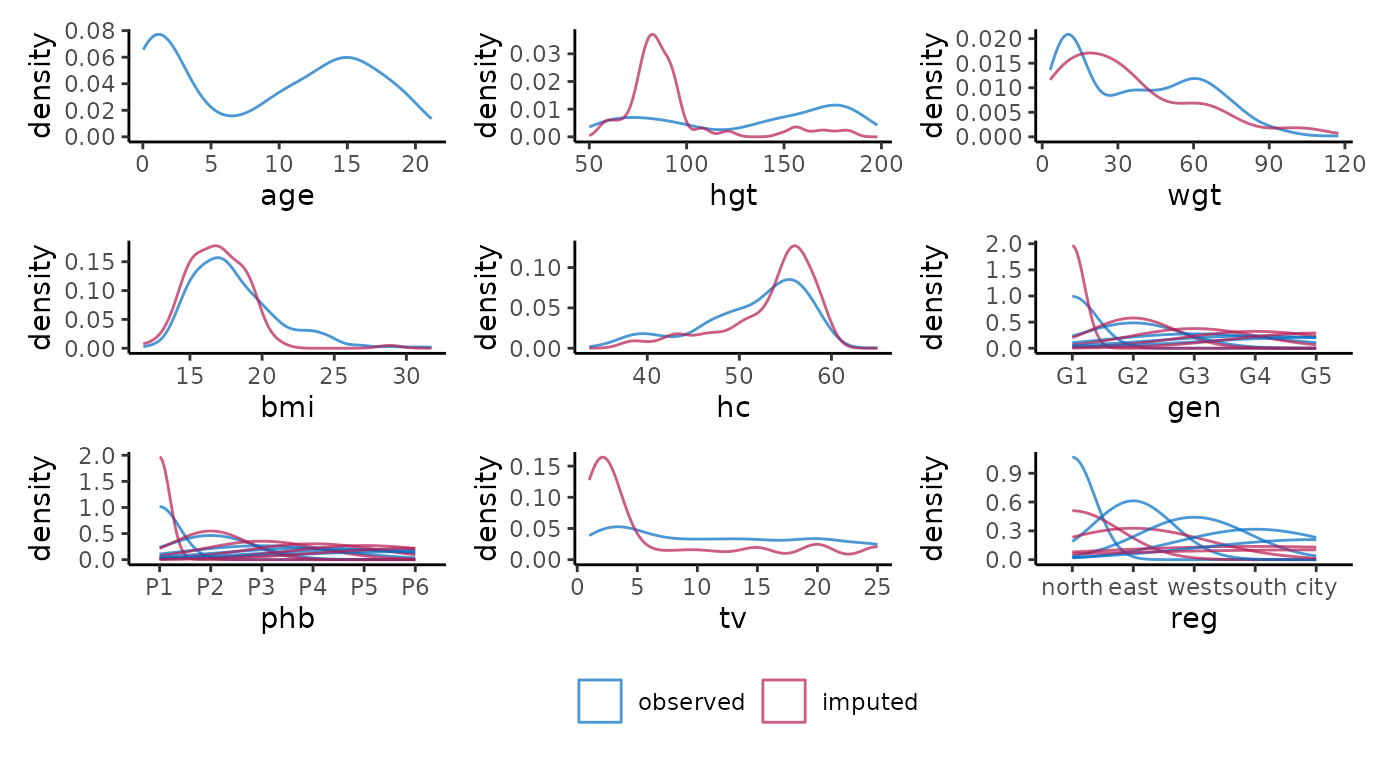 density
0.08
0.06
0.04
0.02
0.00
0 5 10 15 20
age
density
0.03
0.02
0.01
0.00
50 100 150 200
hgt
density
0.020
0.015
0.010
0.005
0.000
0 30 60 90 120
wgt
density
0.15
0.10
0.05
0.00
15 20 25 30
bmi
density
0.10
0.05
0.00
40 50 60
hc
density
2.0
1.5
1.0
0.5
0.0
G1 G2 G3 G4 G5
gen
density
2.0
1.5
1.0
0.5
0.0
P1 P2 P3 P4 P5 P6
phb
density
0.15
0.10
0.05
0.00
0 5 10 15 20 25
tv
density
0.9
0.6
0.3
0.0
north east west south city
reg
observed imputed